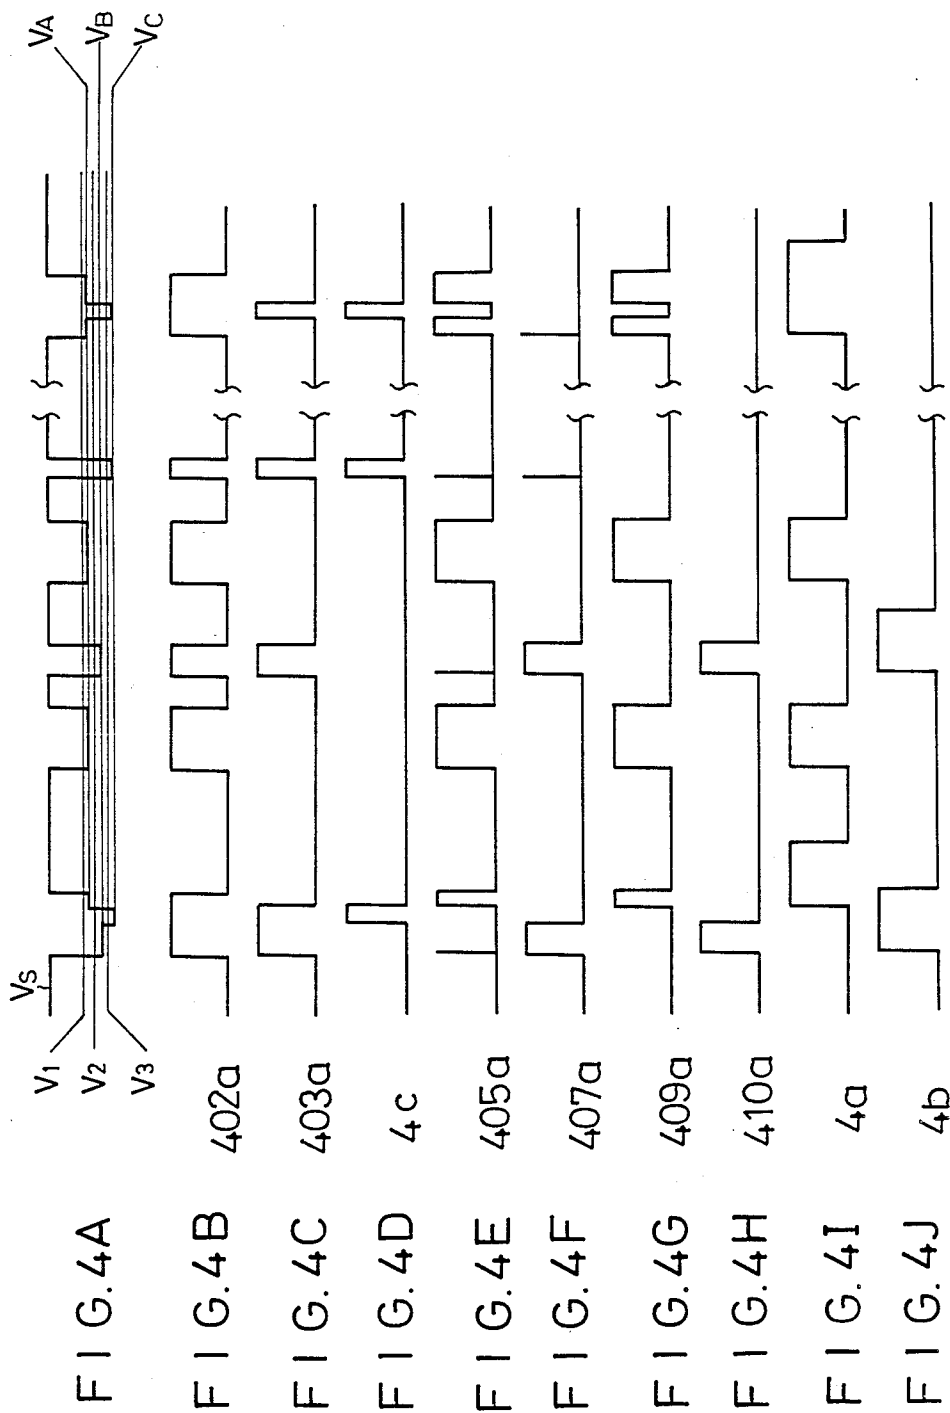 VA
VB
VC
VS
V1
V2
V3
FIG. 4A
FIG. 4B 402a
FIG. 4C 403a
FIG. 4D 4c
FIG. 4E 405a
FIG. 4F 407a
FIG. 4G 409a
FIG. 4H 410a
FIG. 4I 4a
FIG. 4J 4b